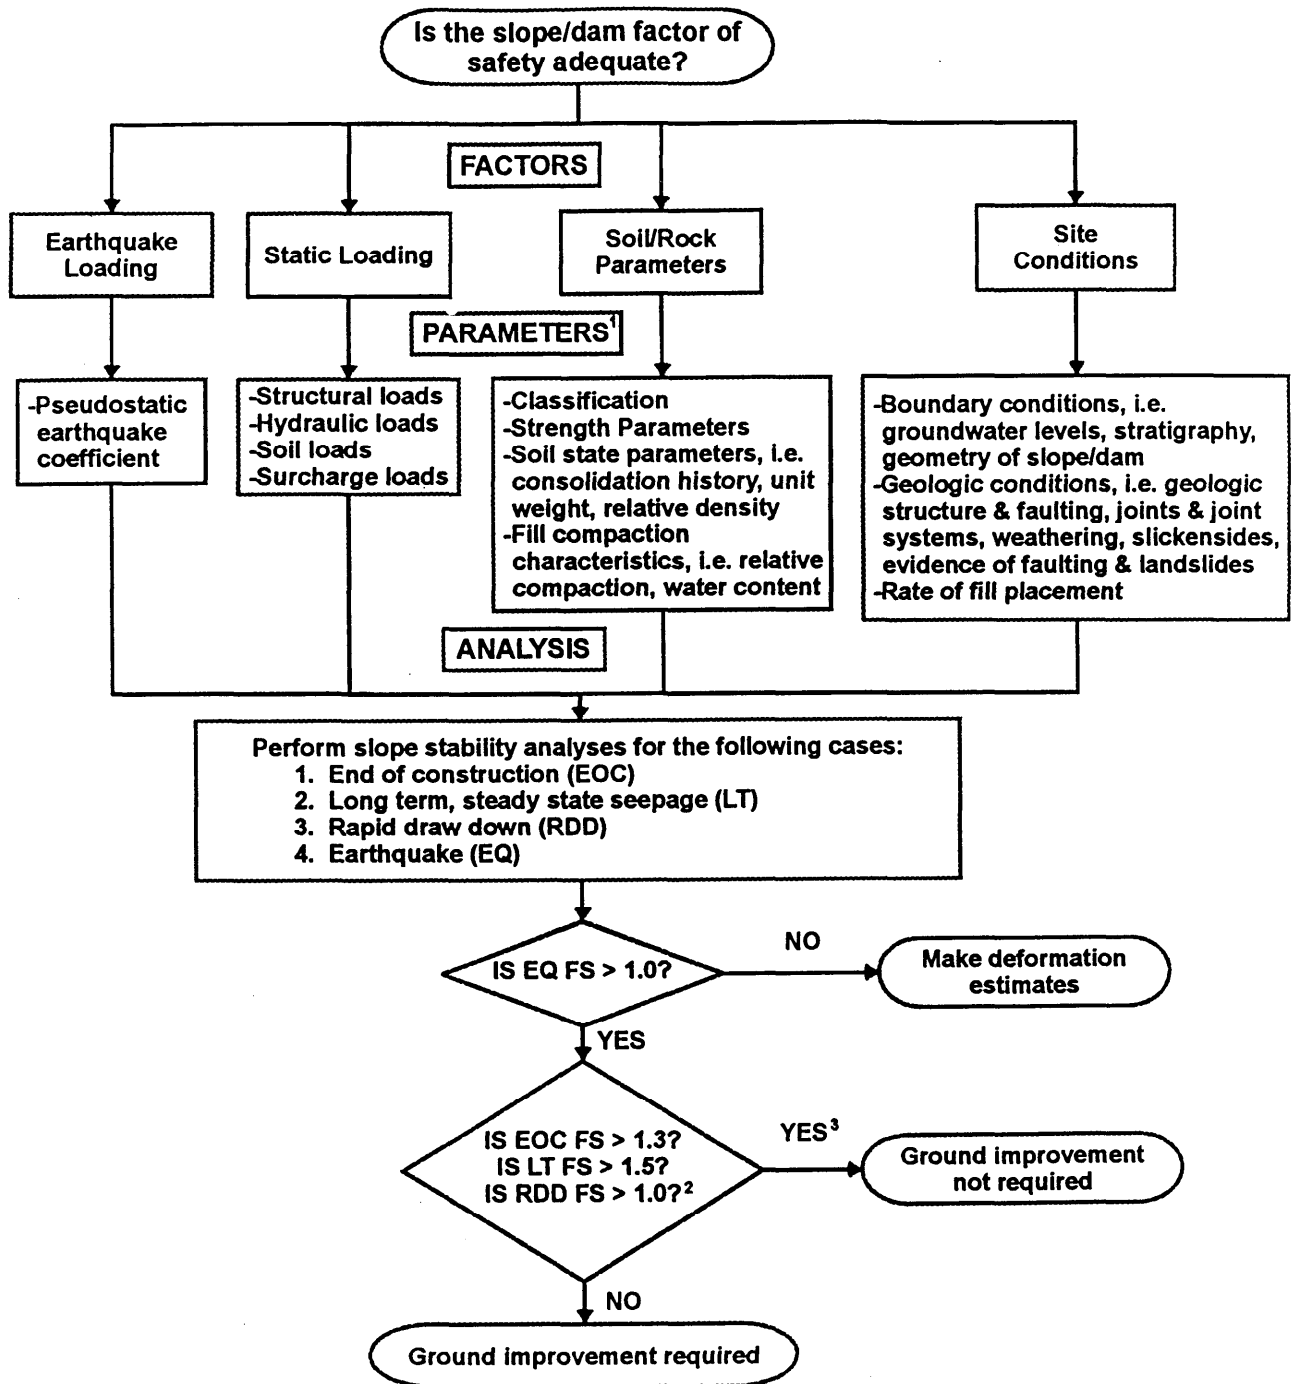 Is the slope/dam factor of
safety adequate?
FACTORS
Earthquake
Loading
Static Loading
Soil/Rock
Parameters
Site
Conditions
PARAMETERS¹
-Pseudostatic
earthquake
coefficient
-Structural loads
-Hydraulic loads
-Soil loads
-Surcharge loads
-Classification
-Strength Parameters
-Soil state parameters, i.e.
consolidation history, unit
weight, relative density
-Fill compaction
characteristics, i.e. relative
compaction, water content
-Boundary conditions, i.e.
groundwater levels, stratigraphy,
geometry of slope/dam
-Geologic conditions, i.e. geologic
structure & faulting, joints & joint
systems, weathering, slickensides,
evidence of faulting & landslides
-Rate of fill placement
ANALYSIS
Perform slope stability analyses for the following cases:
1. End of construction (EOC)
2. Long term, steady state seepage (LT)
3. Rapid draw down (RDD)
4. Earthquake (EQ)
IS EQ FS > 1.0?
NO
Make deformation
estimates
YES
IS EOC FS > 1.3?
IS LT FS > 1.5?
IS RDD FS > 1.0?²
YES³
Ground improvement
not required
NO
Ground improvement required